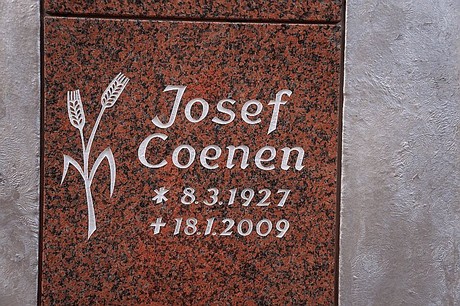 Josef
Coenen
* 8.3.1927
+ 18.1.2009